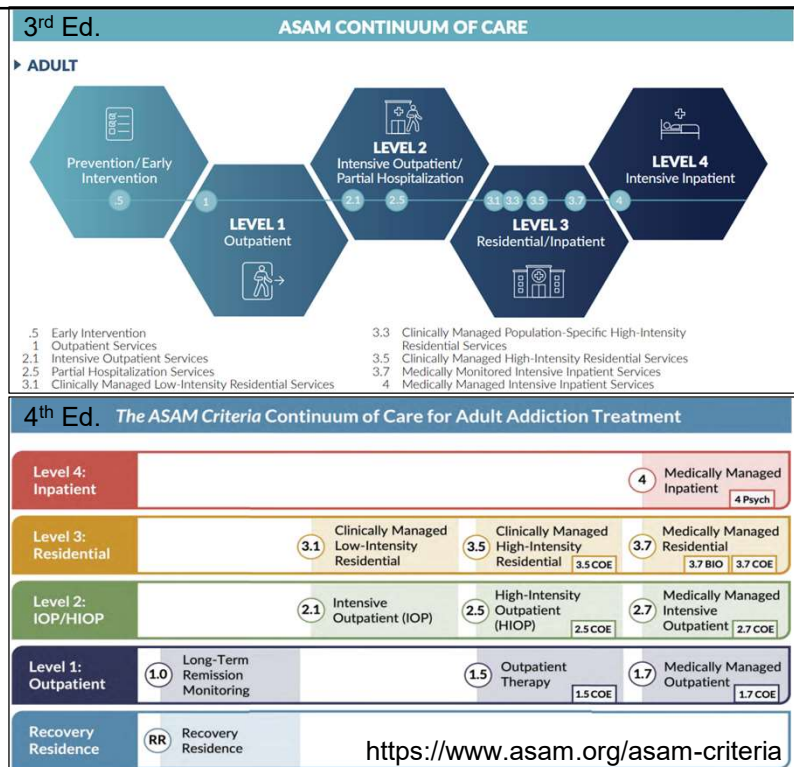 3rd Ed.
ASAM CONTINUUM OF CARE
ADULT
Prevention/Early
Intervention
LEVEL 1
Outpatient
LEVEL 2
Intensive Outpatient/
Partial Hospitalization
LEVEL 3
Residential/Inpatient
LEVEL 4
Intensive Inpatient
.5
1
2.1
2.5
3.1
3.3
3.5
3.7
4
.5 Early Intervention
1 Outpatient Services
2.1 Intensive Outpatient Services
2.5 Partial Hospitalization Services
3.1 Clinically Managed Low-Intensity Residential Services
3.3 Clinically Managed Population-Specific High-Intensity
Residential Services
3.5 Clinically Managed High-Intensity Residential Services
3.7 Medically Monitored Intensive Inpatient Services
4 Medically Managed Intensive Inpatient Services
4th Ed.
The ASAM Criteria Continuum of Care for Adult Addiction Treatment
Level 4:
Inpatient
4
Medically Managed
Inpatient
4 Psych
Level 3:
Residential
3.1
Clinically Managed
Low-Intensity
Residential
3.5
Clinically Managed
High-Intensity
Residential
3.5 COE
3.7
Medically Managed
Residential
3.7 BIO
3.7 COE
Level 2:
IOP/HIOP
2.1
Intensive
Outpatient (IOP)
2.5
High-Intensity
Outpatient
(HIOP)
2.5 COE
2.7
Medically Managed
Intensive
Outpatient
2.7 COE
Level 1:
Outpatient
1.0
Long-Term
Remission
Monitoring
1.5
Outpatient
Therapy
1.5 COE
1.7
Medically Managed
Outpatient
1.7 COE
Recovery
Residence
RR
Recovery
Residence
https://www.asam.org/asam-criteria